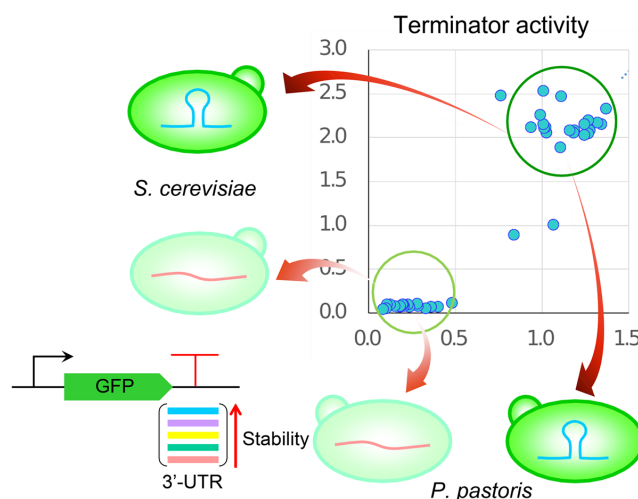 Terminator activity
3.0
2.5
2.0
1.5
1.0
0.5
0.0
0.0
0.5
1.0
1.5
S. cerevisiae
GFP
Stability
3’-UTR
P. pastoris